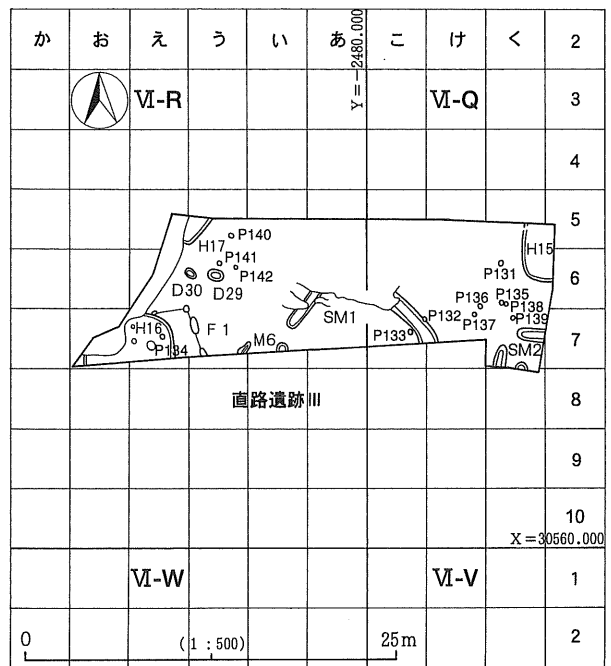 か お え う い あ こ け く 2
Y=-2480.000
Ⅵ-R Ⅵ-Q 3
4
5
H17 P140 H15
P141 P131
P142 6
D30 D29
P136 P135
P138
SM1 P132 P137 P139
H16 F1 M6 P133 7
P134 SM2
直路遺跡Ⅲ 8
9
10
X=30560.000
Ⅵ-W Ⅵ-V 1
0 (1:500) 25m 2